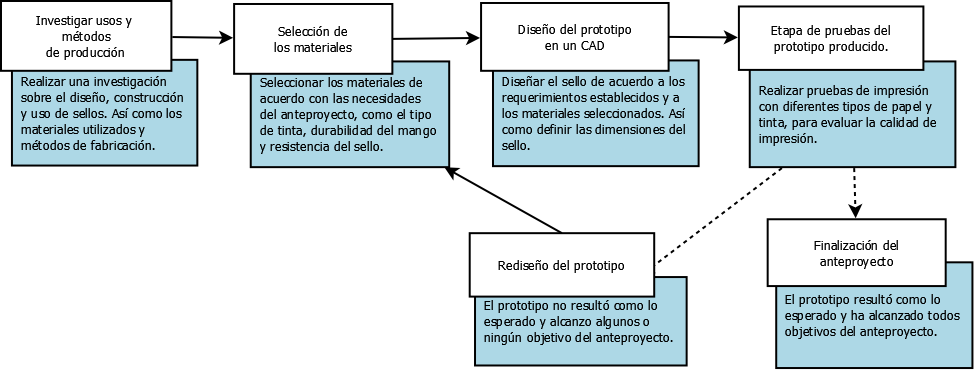 Investigar usos y
métodos
de producción
Realizar una investigación
sobre el diseño, construcción
y uso de sellos. Así como los
materiales utilizados y
métodos de fabricación.
Selección de
los materiales
Seleccionar los materiales de
acuerdo con las necesidades
del anteproyecto, como el tipo
de tinta, durabilidad del mango
y resistencia del sello.
Diseño del prototipo
en un CAD
Diseñar el sello de acuerdo a los
requerimientos establecidos y a
los materiales seleccionados. Así
como definir las dimensiones del
sello.
Etapa de pruebas del
prototipo producido.
Realizar pruebas de impresión
con diferentes tipos de papel y
tinta, para evaluar la calidad de
impresión.
Rediseño del prototipo
El prototipo no resultó como lo
esperado y alcanzo algunos o
ningún objetivo del anteproyecto.
Finalización del
anteproyecto
El prototipo resultó como lo
esperado y ha alcanzado todos
objetivos del anteproyecto.